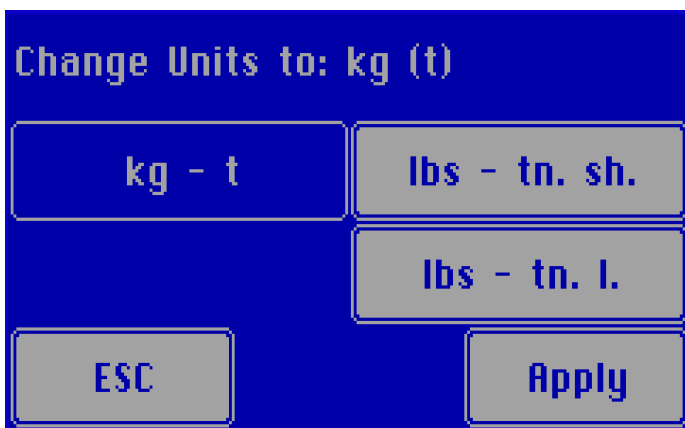 Change Units to: kg (t)
kg - t
lbs - tn. sh.
lbs - tn. l.
ESC
Apply